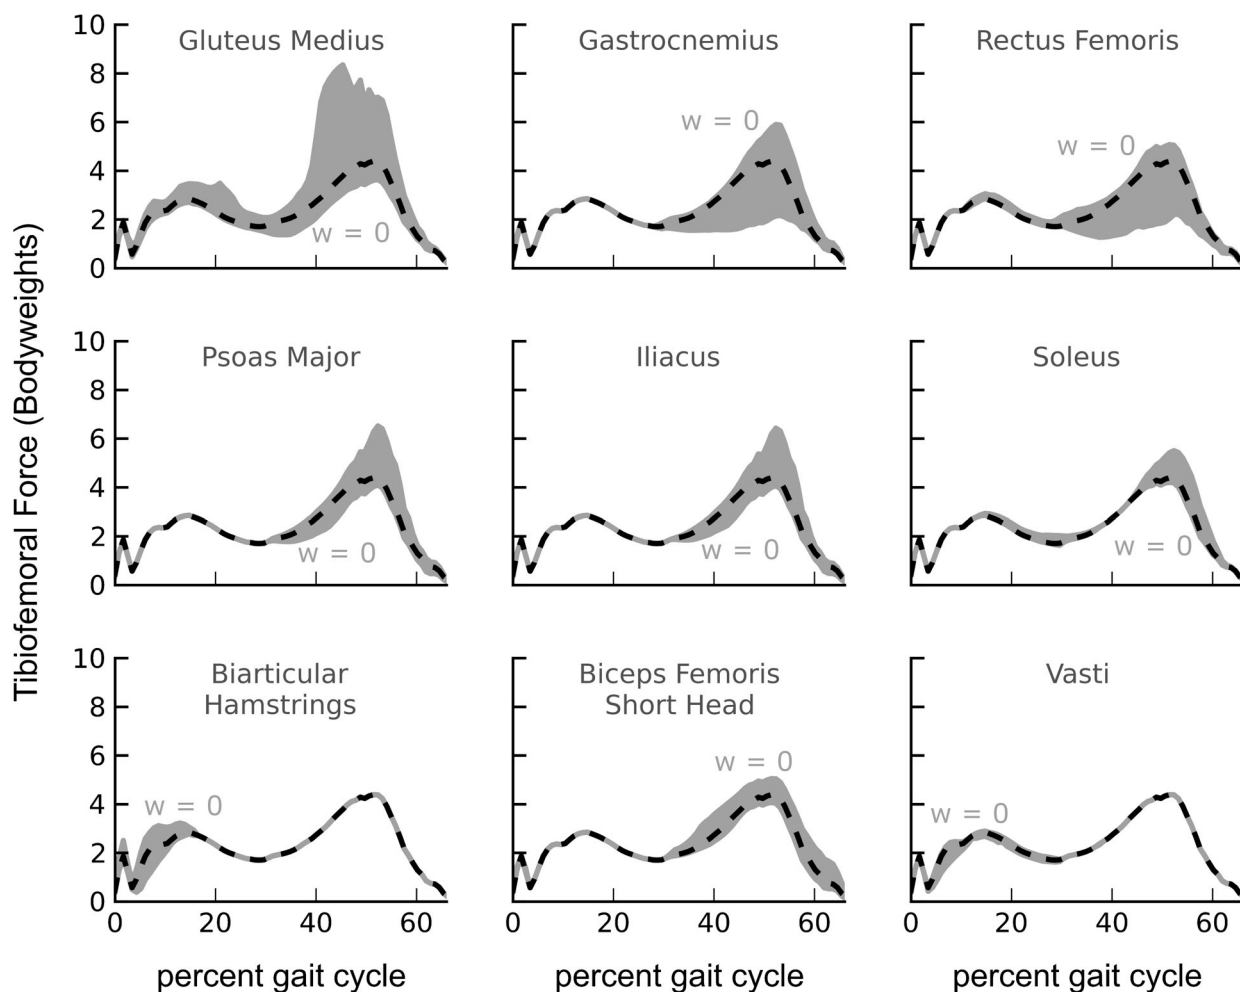 Tibiofemoral Force (Bodyweights)
10
8
6
4
2
0
Gluteus Medius
w = 0
Gastrocnemius
w = 0
Rectus Femoris
w = 0
10
8
6
4
2
0
Psoas Major
w = 0
Iliacus
w = 0
Soleus
w = 0
10
8
6
4
2
0
Biarticular
Hamstrings
w = 0
Biceps Femoris
Short Head
w = 0
Vasti
w = 0
0 20 40 60
0 20 40 60
0 20 40 60
percent gait cycle
percent gait cycle
percent gait cycle